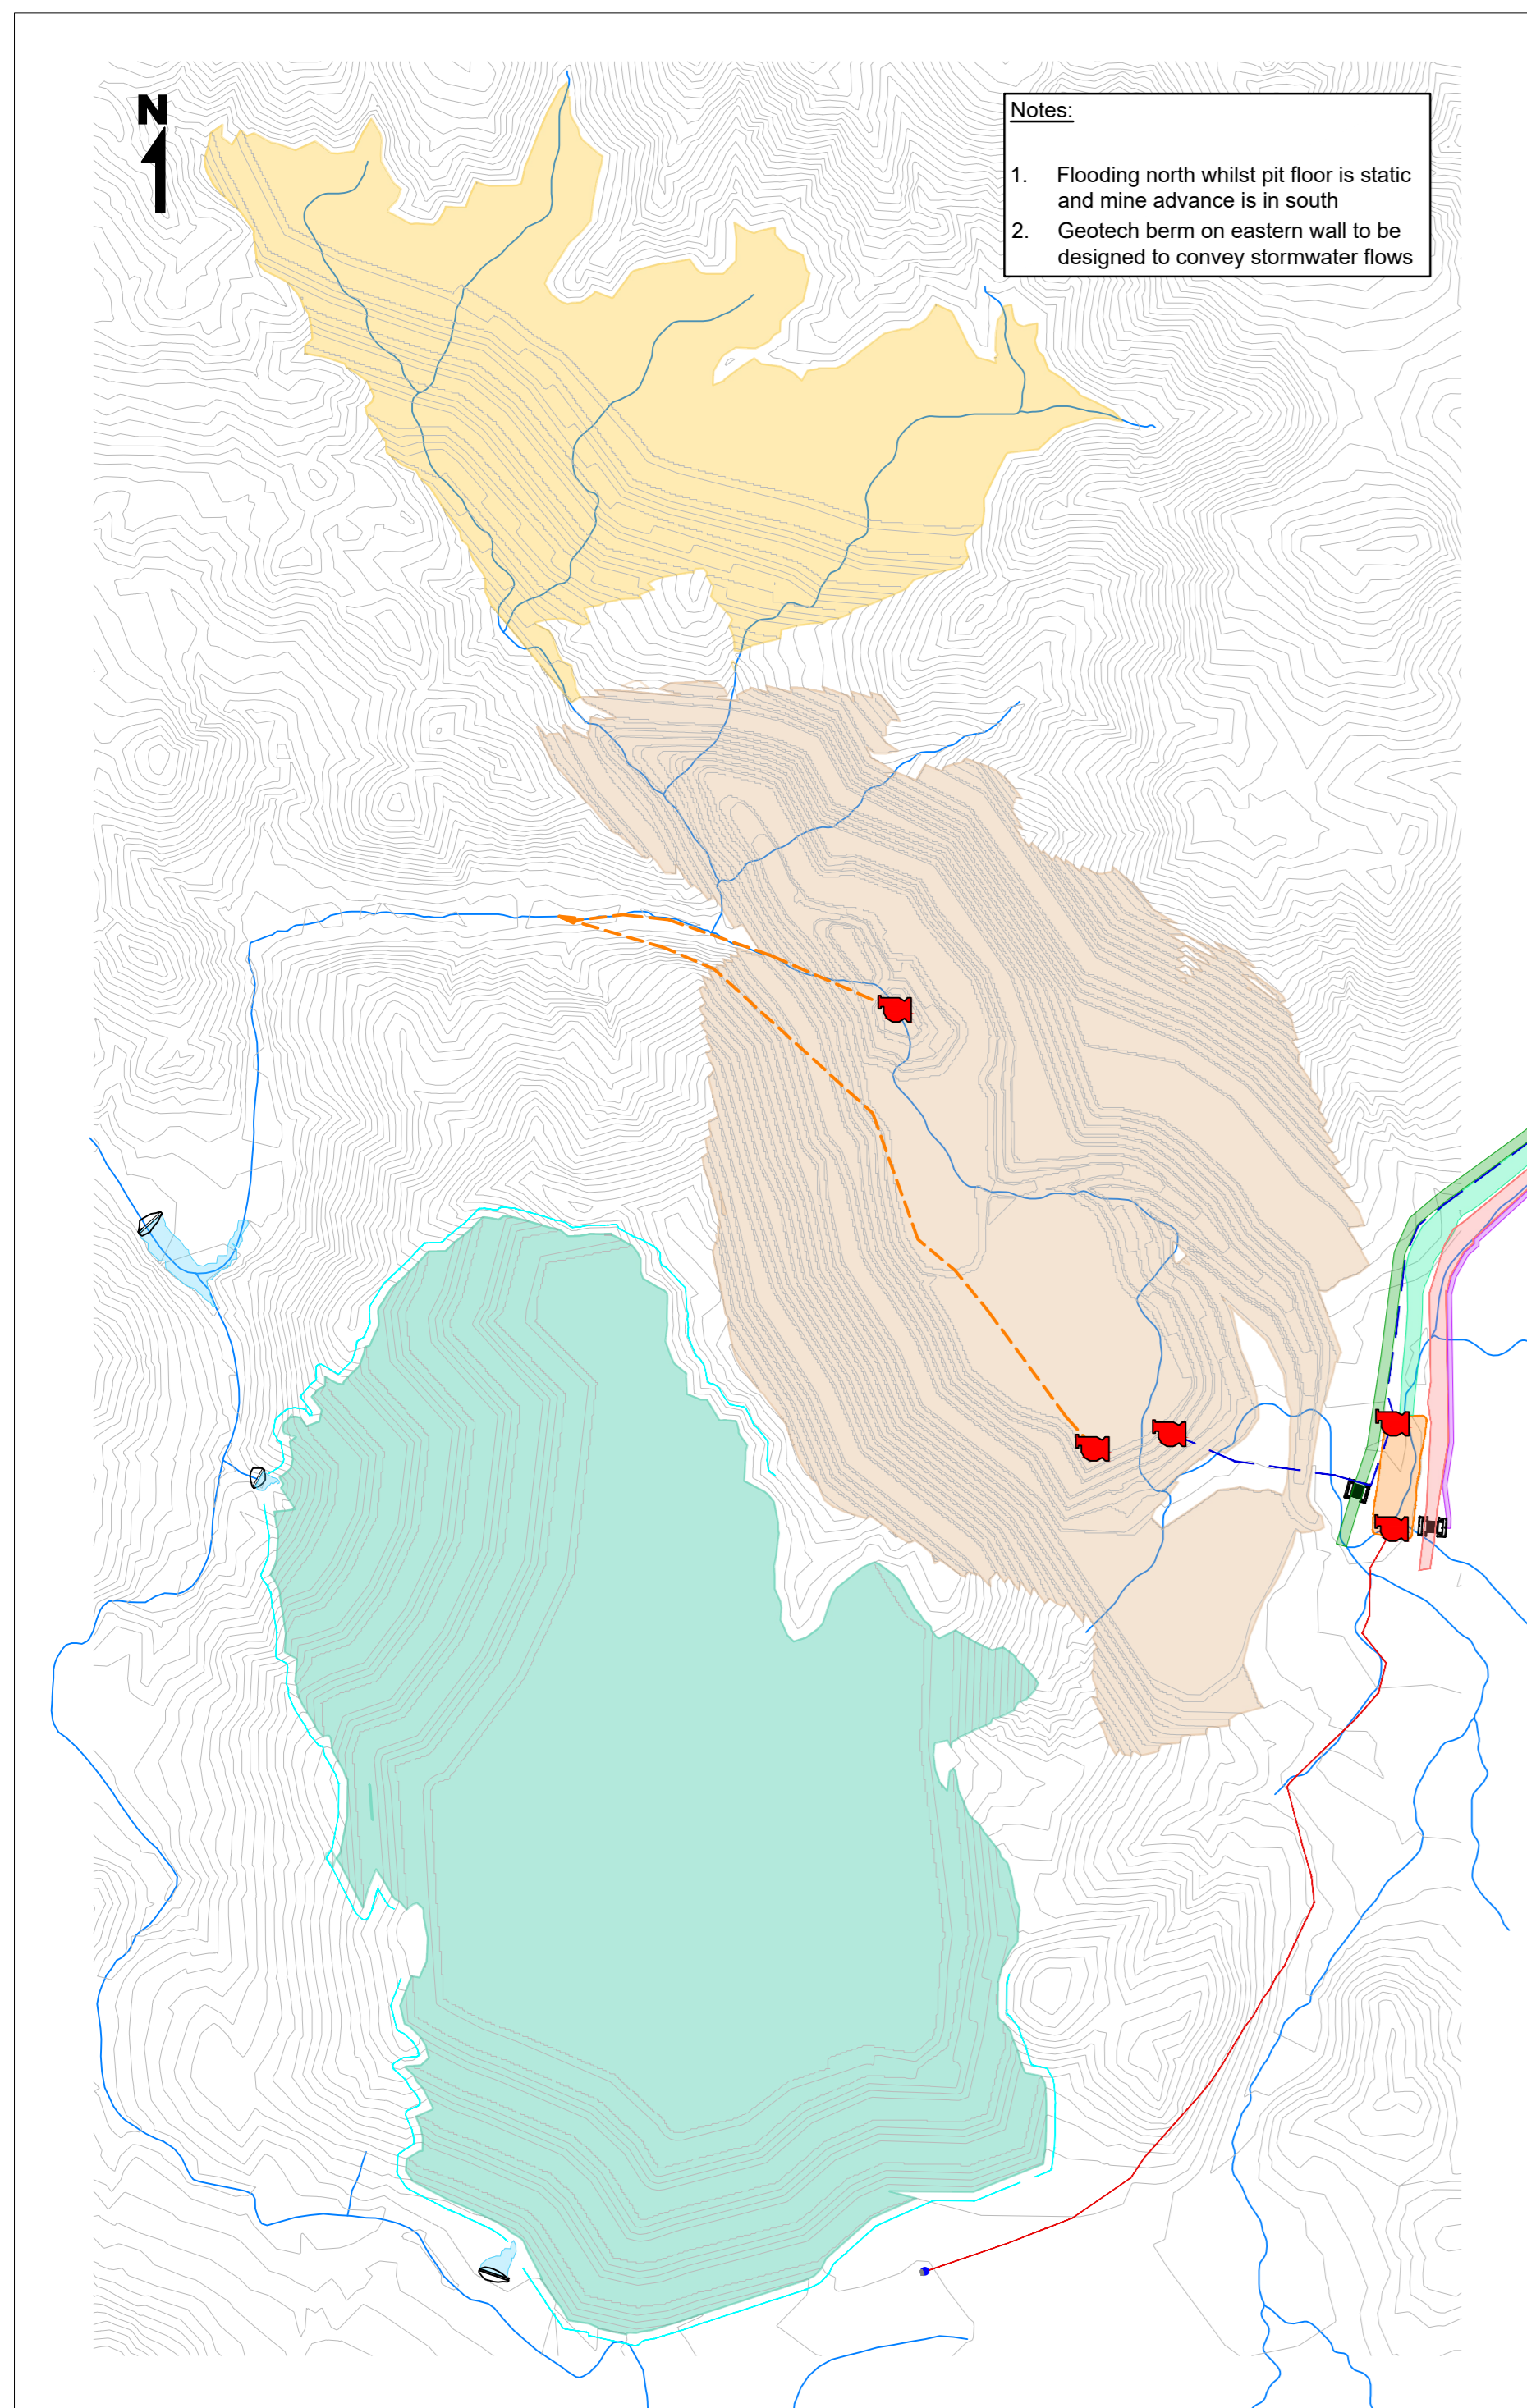 N
Notes:
1. Flooding north whilst pit floor is static
and mine advance is in south
2. Geotech berm on eastern wall to be
designed to convey stormwater flows